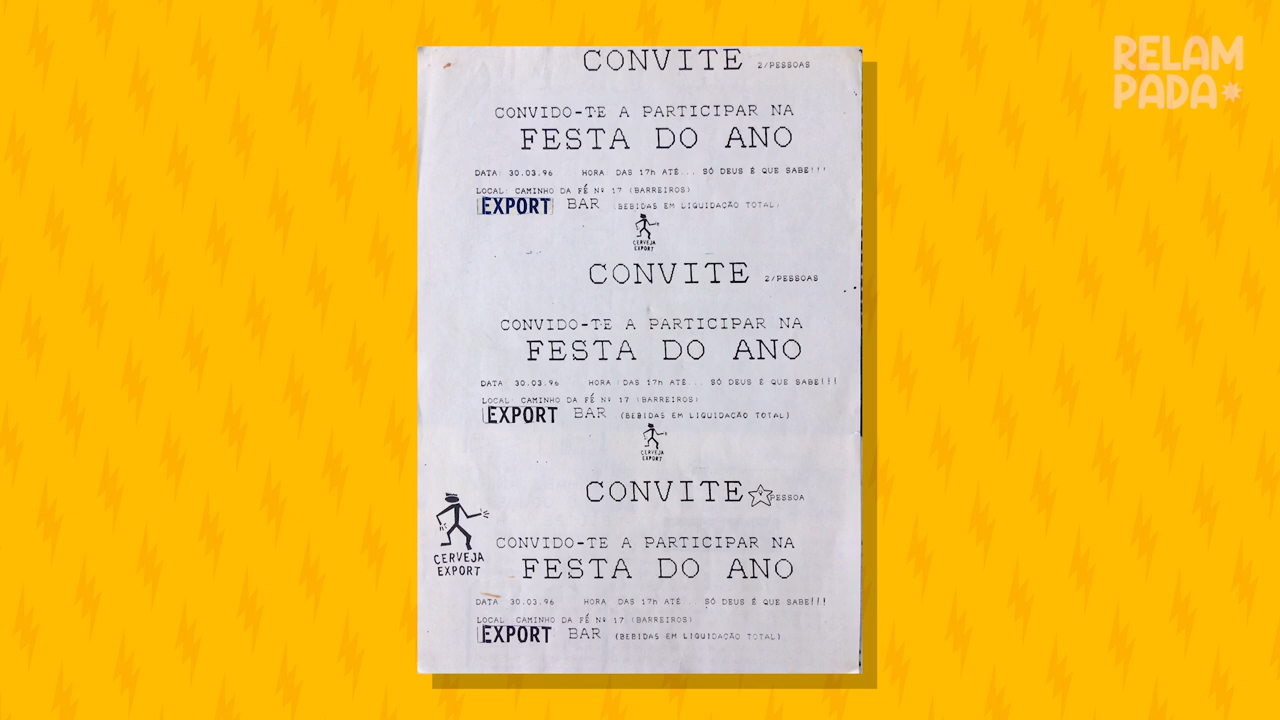 RELAM
PADA
CONVITE 2/PESSOAS
CONVIDO-TE A PARTICIPAR NA
FESTA DO ANO
DATA: 30.03.96 HORA DAS 17h ATÉ... SÓ DEUS É QUE SABE!!!
LOCAL: CAMINHO DA FÉ Nº 17 (BARREIROS)
EXPORT BAR (BEBIDAS EM LIQUIDAÇÃO TOTAL)
CERVEJA
EXPORT
CONVITE 2/PESSOAS
CONVIDO-TE A PARTICIPAR NA
FESTA DO ANO
DATA 30.03.96 HORA : DAS 17h ATÉ... SÓ DEUS É QUE SABE!!!
LOCAL: CAMINHO DA FÉ Nº 17 (BARREIROS)
EXPORT BAR (BEBIDAS EM LIQUIDAÇÃO TOTAL)
CERVEJA
EXPORT
CONVITE PESSOA
CERVEJA
EXPORT
CONVIDO-TE A PARTICIPAR NA
FESTA DO ANO
DATA 30.03.96 HORA DAS 17h ATÉ... SÓ DEUS É QUE SABE!!!
LOCAL: CAMINHO DA FÉ Nº 17 (BARREIROS)
EXPORT BAR (BEBIDAS EM LIQUIDAÇÃO TOTAL)